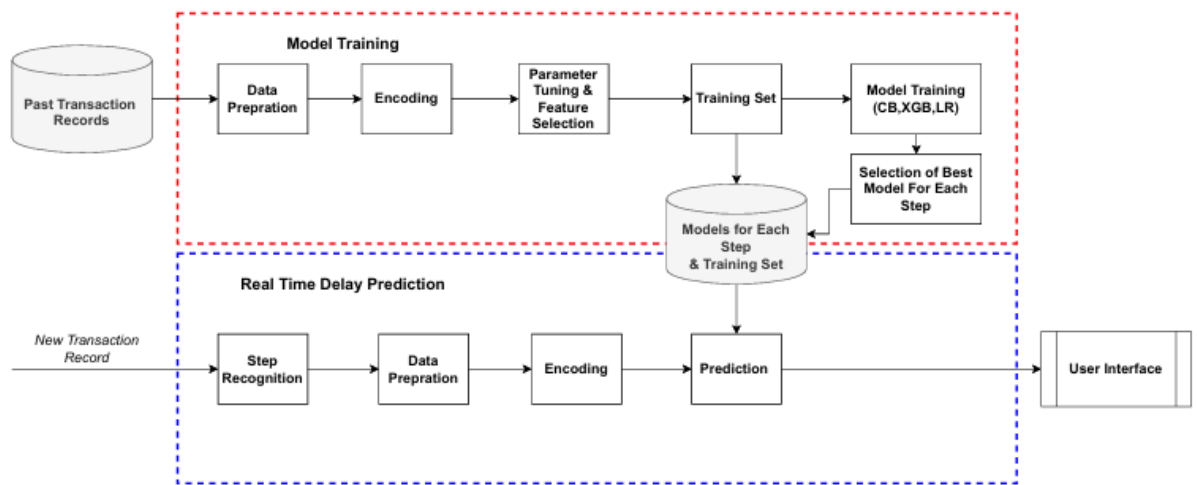 Model Training
Past Transaction
Records
Data
Prepration
Encoding
Parameter
Tuning &
Feature
Selection
Training Set
Model Training
(CB,XGB,LR)
Selection of Best
Model For Each
Step
Models for Each
Step
& Training Set
Real Time Delay Prediction
New Transaction
Record
Step
Recognition
Data
Prepration
Encoding
Prediction
User Interface